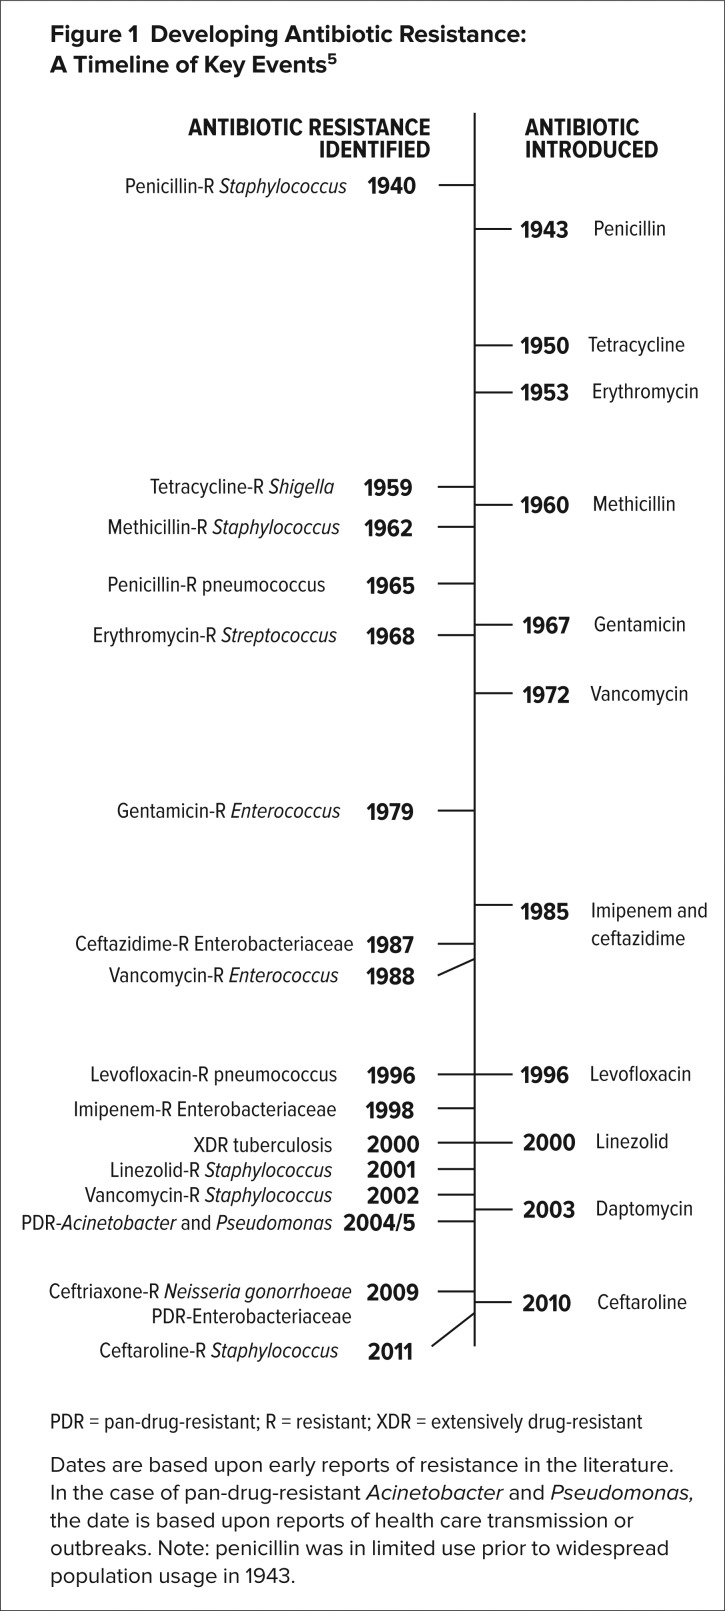 Figure 1 Developing Antibiotic Resistance:
A Timeline of Key Events5
ANTIBIOTIC RESISTANCE
IDENTIFIED
ANTIBIOTIC
INTRODUCED
Penicillin-R Staphylococcus 1940
1943 Penicillin
1950 Tetracycline
1953 Erythromycin
Tetracycline-R Shigella 1959
1960 Methicillin
Methicillin-R Staphylococcus 1962
Penicillin-R pneumococcus 1965
1967 Gentamicin
Erythromycin-R Streptococcus 1968
1972 Vancomycin
Gentamicin-R Enterococcus 1979
1985 Imipenem and
ceftazidime
Ceftazidime-R Enterobacteriaceae 1987
Vancomycin-R Enterococcus 1988
Levofloxacin-R pneumococcus 1996
1996 Levofloxacin
Imipenem-R Enterobacteriaceae 1998
XDR tuberculosis 2000
2000 Linezolid
Linezolid-R Staphylococcus 2001
Vancomycin-R Staphylococcus 2002
2003 Daptomycin
PDR-Acinetobacter and Pseudomonas 2004/5
Ceftriaxone-R Neisseria gonorrhoeae 2009
PDR-Enterobacteriaceae
2010 Ceftaroline
Ceftaroline-R Staphylococcus 2011
PDR = pan-drug-resistant; R = resistant; XDR = extensively drug-resistant
Dates are based upon early reports of resistance in the literature.
In the case of pan-drug-resistant Acinetobacter and Pseudomonas,
the date is based upon reports of health care transmission or
outbreaks. Note: penicillin was in limited use prior to widespread
population usage in 1943.